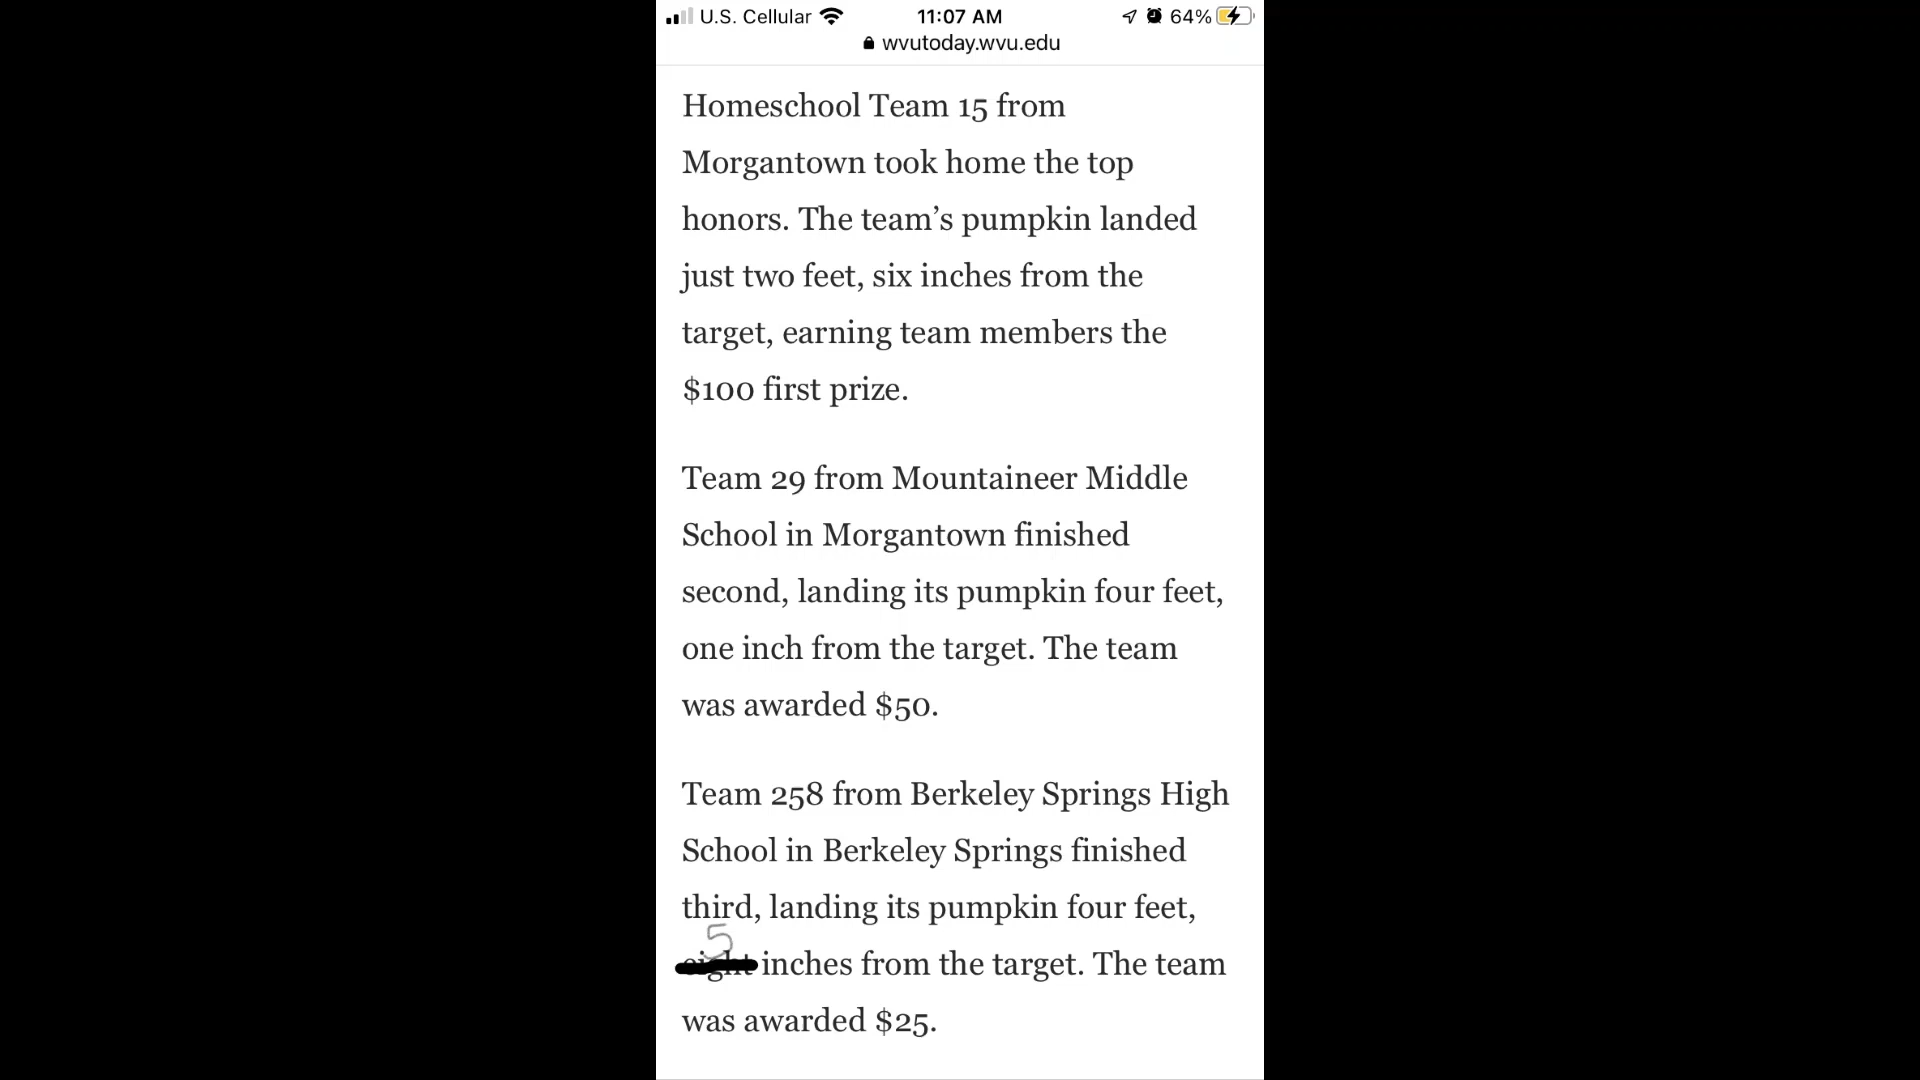 U.S. Cellular 11:07 AM 64%
wvutoday.wvu.edu
Homeschool Team 15 from
Morgantown took home the top
honors. The team’s pumpkin landed
just two feet, six inches from the
target, earning team members the
$100 first prize.
Team 29 from Mountaineer Middle
School in Morgantown finished
second, landing its pumpkin four feet,
one inch from the target. The team
was awarded $50.
Team 258 from Berkeley Springs High
School in Berkeley Springs finished
third, landing its pumpkin four feet,
5
eight inches from the target. The team
was awarded $25.